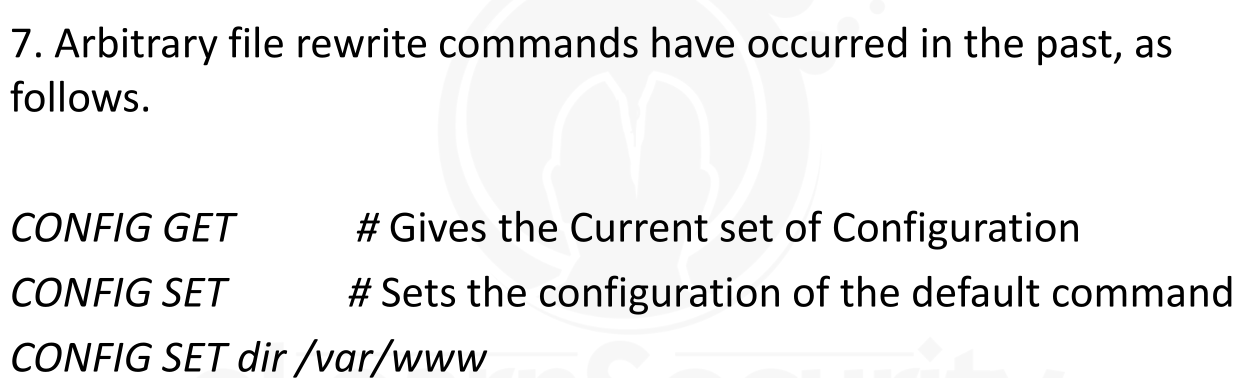 7. Arbitrary file rewrite commands have occurred in the past, as
follows.
CONFIG GET # Gives the Current set of Configuration
CONFIG SET # Sets the configuration of the default command
CONFIG SET dir /var/www